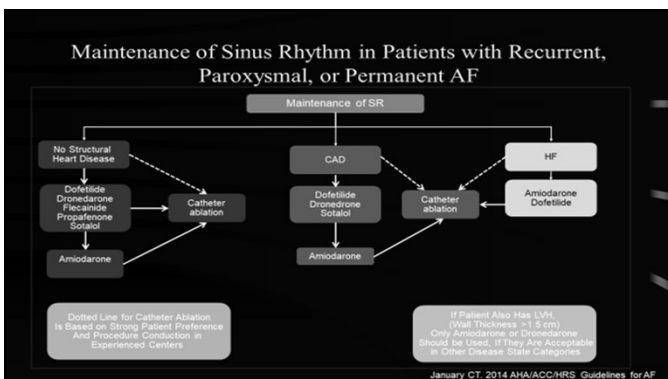 Maintenance of Sinus Rhythm in Patients with Recurrent,
Paroxysmal, or Permanent AF
Maintenance of SR
No Structural
Heart Disease
Dofetilide
Dronedarone
Flecainide
Propafenone
Sotalol
Amiodarone
Catheter
ablation
CAD
Dofetilide
Dronedrone
Sotalol
Amiodarone
Catheter
ablation
HF
Amiodarone
Dofetilide
Dotted Line for Catheter Ablation
Is Based on Strong Patient Preference
And Procedure Conduction in
Experienced Centers
If Patient Also Has LVH,
(Wall Thickness >1.5 cm)
Only Amiodarone or Dronedarone
Should be Used, If They Are Acceptable
in Other Disease State Categories
January CT. 2014 AHA/ACC/HRS Guidelines for AF